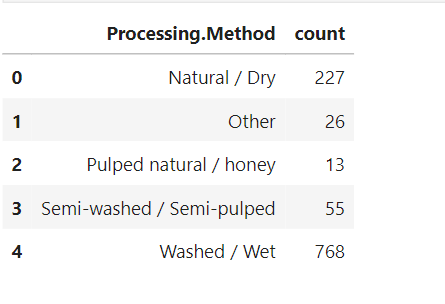 Processing.Method count
0 Natural / Dry 227
1 Other 26
2 Pulped natural / honey 13
3 Semi-washed / Semi-pulped 55
4 Washed / Wet 768